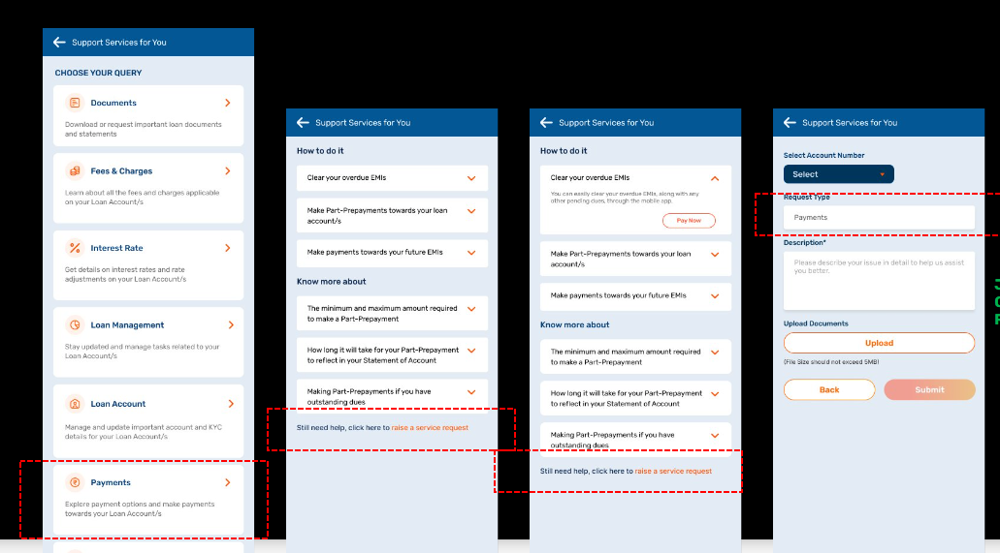 Support Services for You
CHOOSE YOUR QUERY
Documents
Download or request important loan documents
and statements
Fees & Charges
Learn about all the fees and charges applicable
on your Loan Account/s
Interest Rate
Get details on interest rates and rate
adjustments on your Loan Account/s
Loan Management
Stay updated and manage tasks related to your
Loan Account/s
Loan Account
Manage and update important account and KYC
details for your Loan Account/s
Payments
Explore payment options and make payments
towards your Loan Account/s
Support Services for You
How to do it
Clear your overdue EMIs
Make Part-Prepayments towards your loan
account/s
Make payments towards your future EMIs
Know more about
The minimum and maximum amount required
to make a Part-Prepayment
How long it will take for your Part-Prepayment
to reflect in your Statement of Account
Making Payments if you have
outstanding dues
Still need help, click here to raise a service request
Support Services for You
How to do it
Clear your overdue EMIs
You can easily clear your overdue EMIs, along with any
other pending dues, through the mobile app.
Pay Now
Make Part-Prepayments towards your loan
account/s
Make payments towards your future EMIs
Know more about
The minimum and maximum amount required
to make a Part-Prepayment
How long it will take for your Part-Prepayment
to reflect in your Statement of Account
Making Part-Prepayments if you have
outstanding dues
Still need help, click here to raise a service request
Support Services for You
Select Account Number
Select
Request Type
Payments
Description*
Please describe your issue in detail to help us assist
you better.
Upload Documents
Upload
(File Size should not exceed 5MB)
Back
Submit